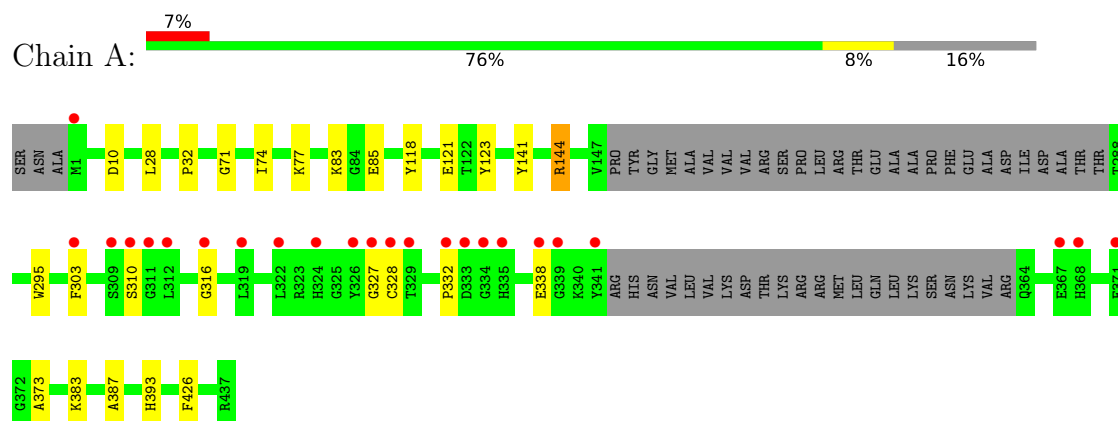 7%
Chain A:
76% 8% 16%
SER ASN ALA M1 D10 L28 P32 G71 I74 K77 K83 G84 E85 Y118 E121 T122 Y123 Y141 R144 V147 PRO TYR GLY MET ALA VAL VAL VAL ARG SER PRO LEU ARG THR GLU ALA ALA PRO PHE GLU ALA ASP ILE ASP ALA THR THR T288
W295 F303 S309 S310 G311 L312 G316 L319 L322 R323 H324 G325 Y326 G327 C328 T329 P332 D333 G334 H335 E338 G339 K340 Y341 ARG HIS ASN VAL LEU VAL LYS ASP THR LYS ARG ARG MET LEU GLN LEU LYS SER ASN LYS VAL ARG Q364 E367 H368 E371
G372 A373 K383 A387 H393 F426 R437